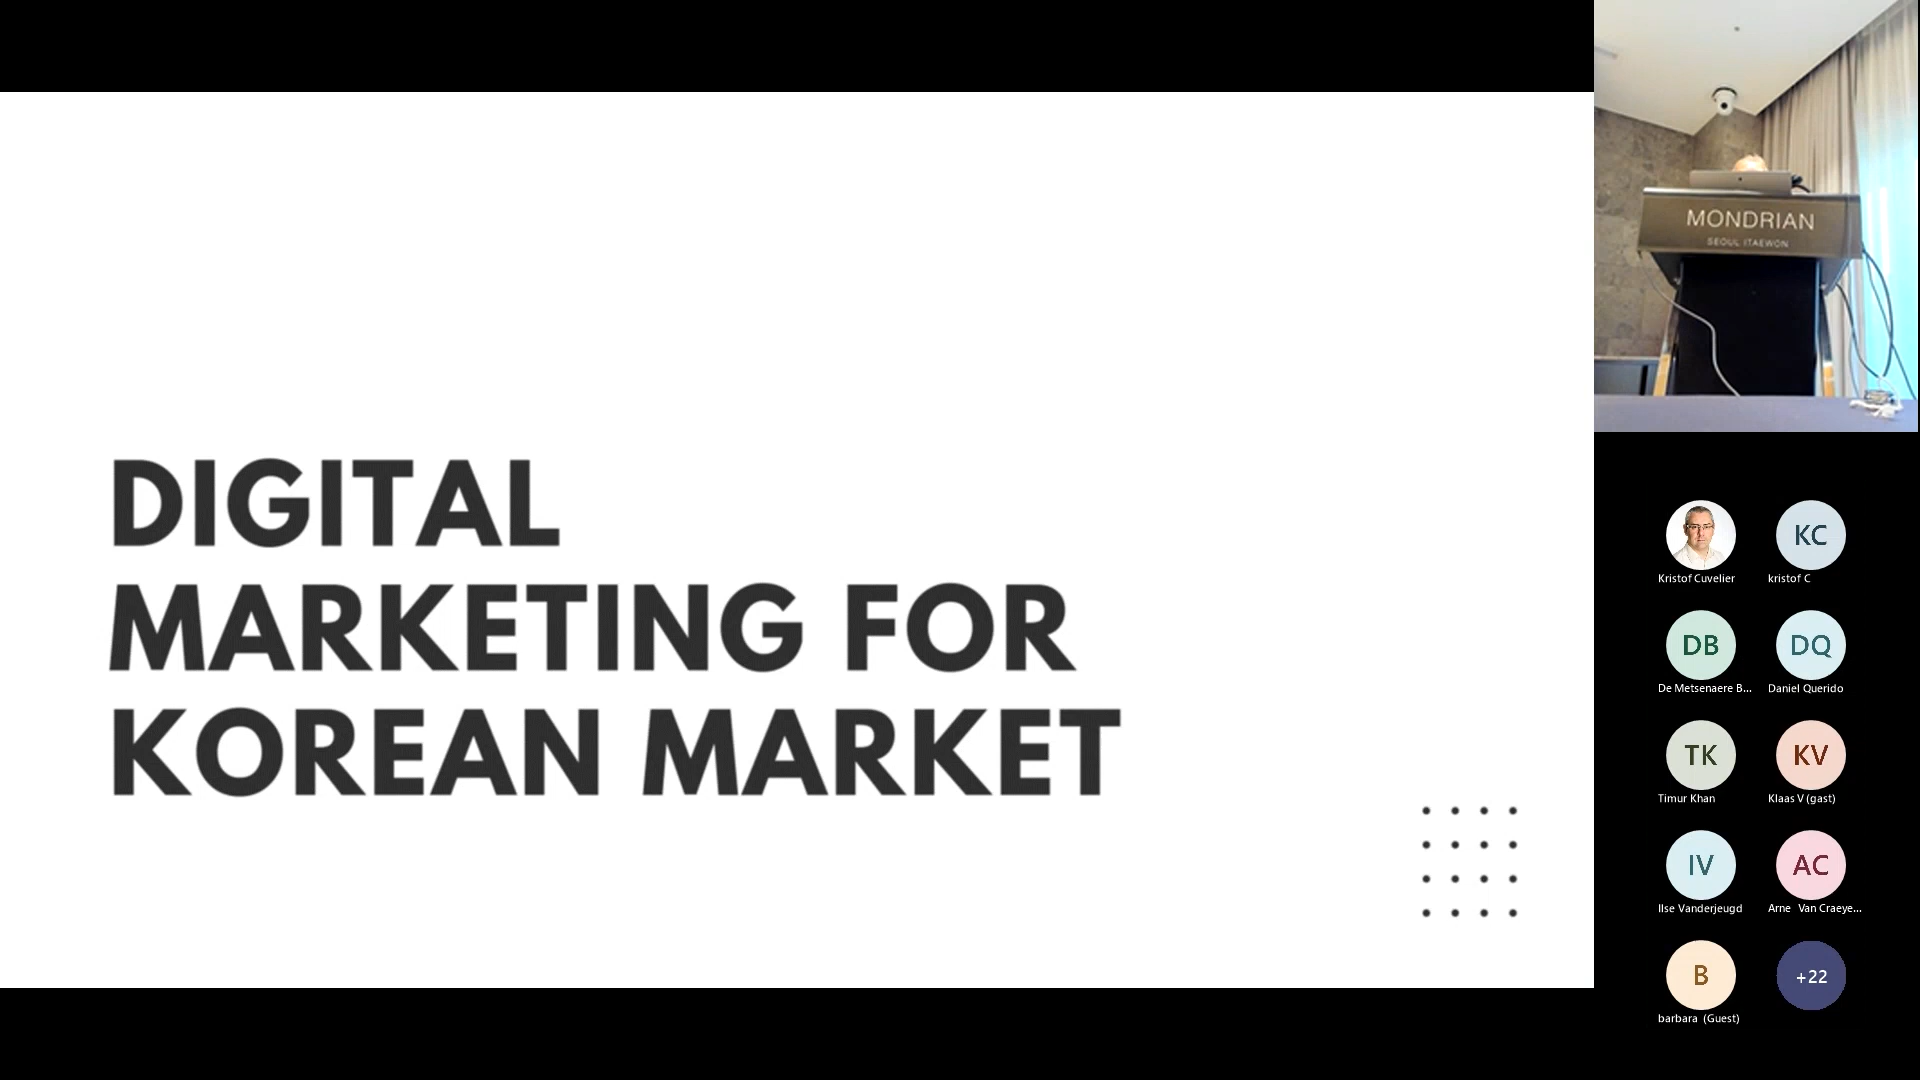 DIGITAL
MARKETING FOR
KOREAN MARKET
MONDRIAN
SEOUL ITAEWON
Kristof Cuvelier
KC
kristof C
DB
De Metsenaere B...
DQ
Daniel Querido
TK
Timur Khan
KV
Klaas V (gast)
IV
Ilse Vanderjeugd
AC
Arne Van Craeye...
B
barbara (Guest)
+22